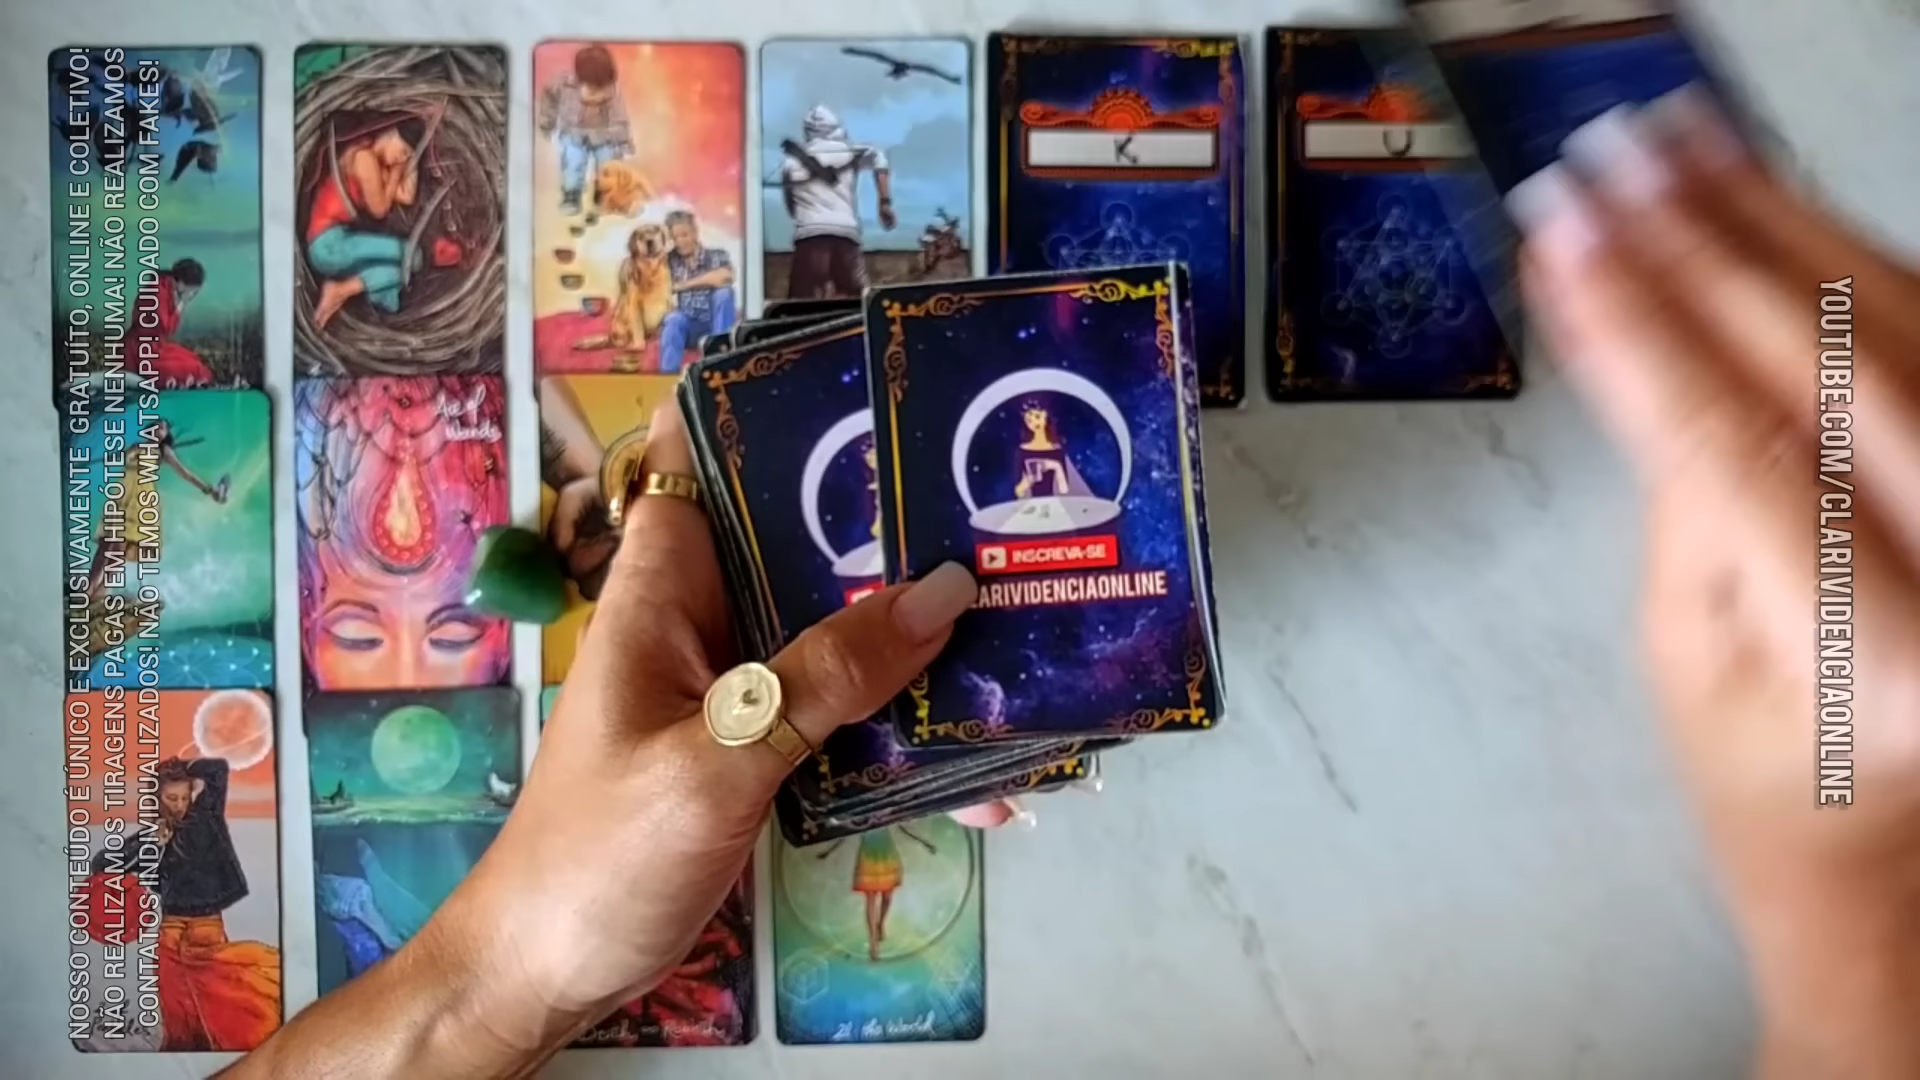 NOSSO CONTEÚDO É ÚNICO E EXCLUSIVAMENTE GRATUÍTO, ONLINE E COLETIVO!
NÃO REALIZAMOS TIRAGENS PAGAS EM HIPÓTESE NENHUMA! NÃO REALIZAMOS
CONTATOS INDIVIDUALIZADOS! NÃO TEMOS WHATSAPP! CUIDADO COM FAKES!
K
U
Ace of
Wands
INSCREVA-SE
LARIVIDENCIAONLINE
21 the World
YOUTUBE.COM/CLARIVIDENCIAONLINE